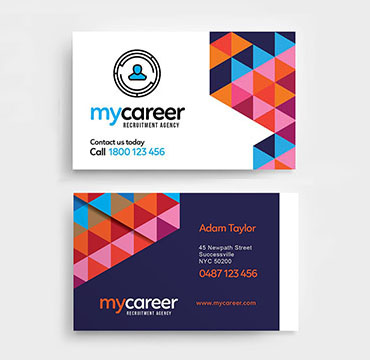 mycareer
RECRUITMENT AGENCY
Contact us today
Call 1800 123 456
Adam Taylor
45 Newpath Street
Successville
NYC 50200
0487 123 456
mycareer
RECRUITMENT AGENCY
www.mycareer.com